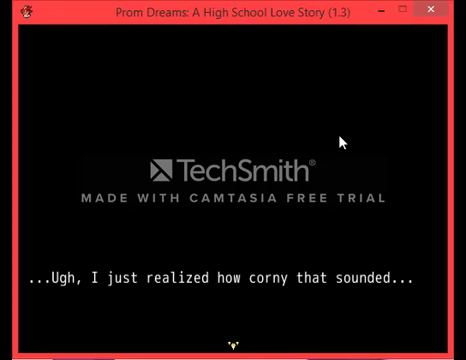 Prom Dreams: A High School Love Story (1.3)
TechSmith®
MADE WITH CAMTASIA FREE TRIAL
...Ugh, I just realized how corny that sounded...